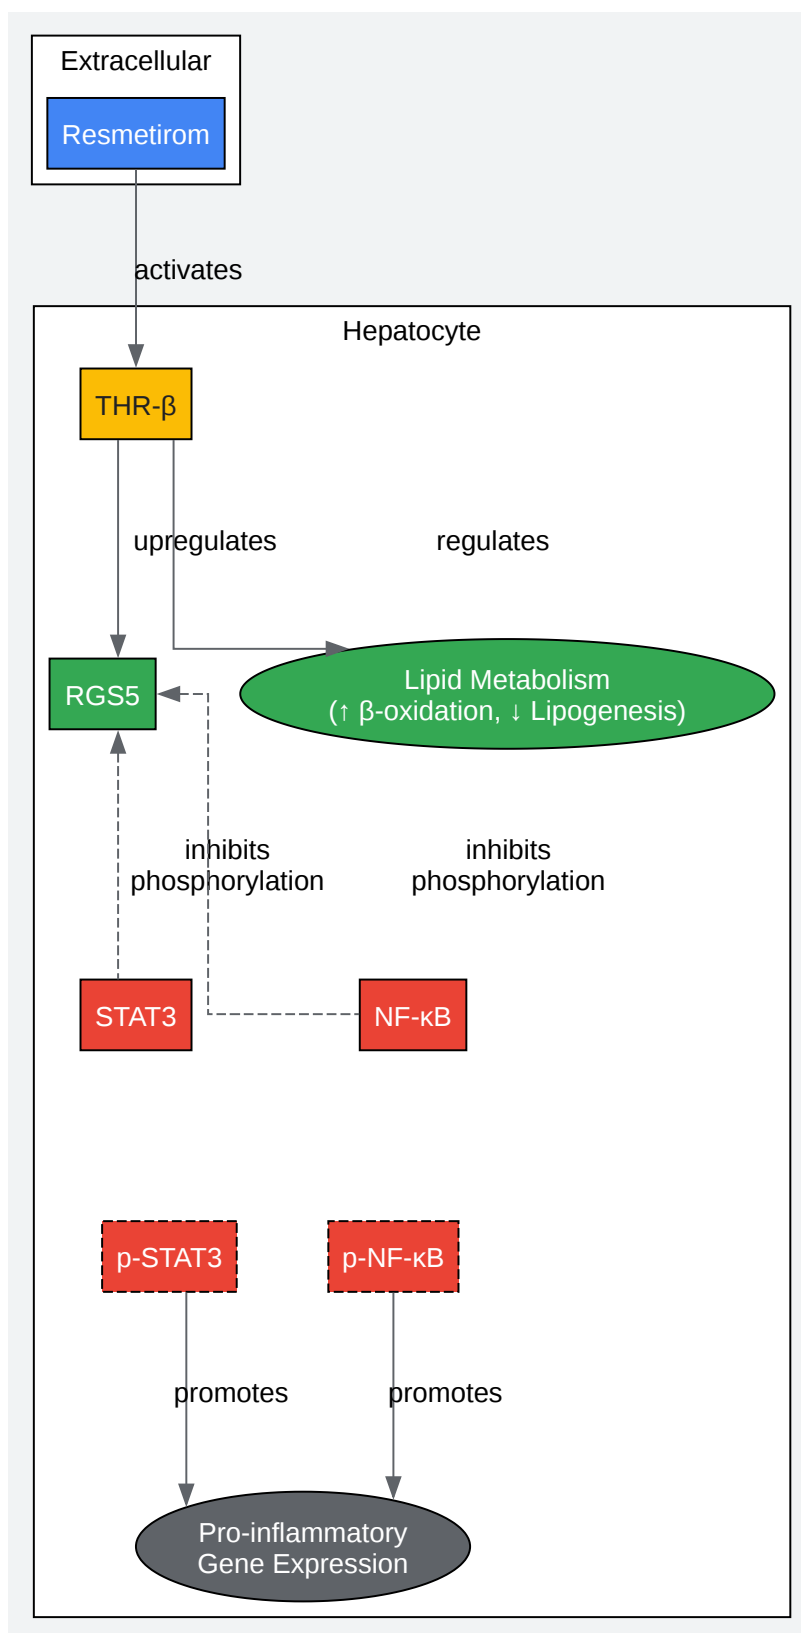 Extracellular
Resmetirom
activates
Hepatocyte
THR-β
upregulates
regulates
RGS5
Lipid Metabolism
(↑ β-oxidation, ↓ Lipogenesis)
inhibits
phosphorylation
inhibits
phosphorylation
STAT3
NF-κB
p-STAT3
p-NF-κB
promotes
promotes
Pro-inflammatory
Gene Expression